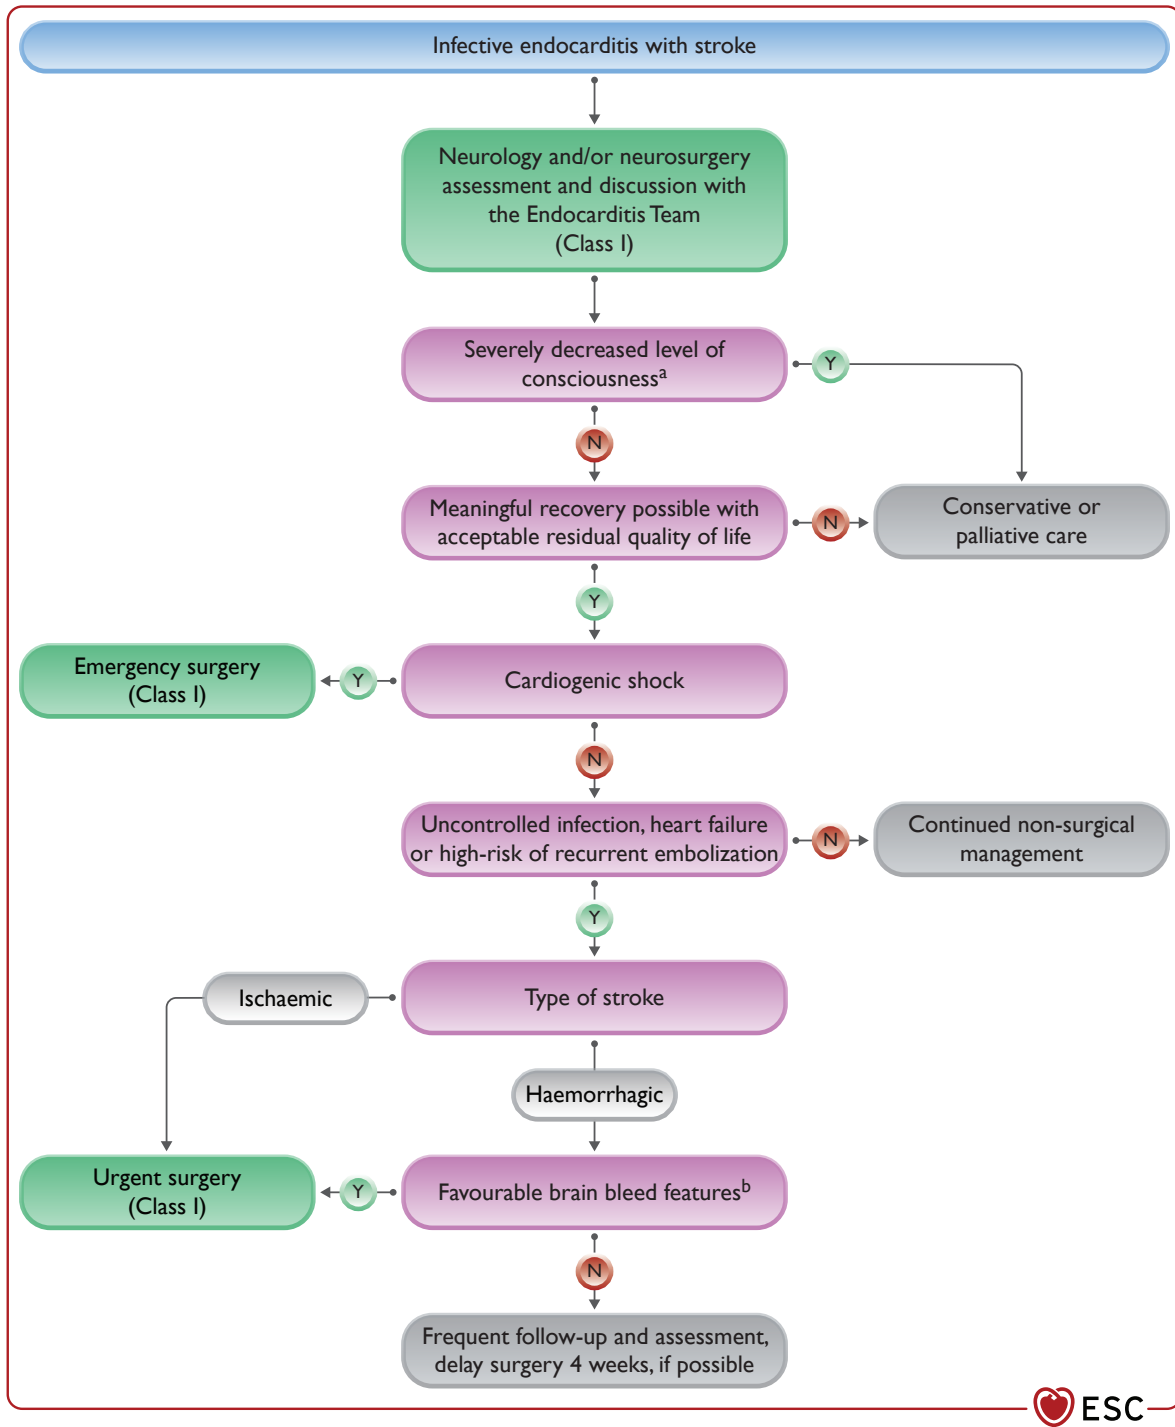 Infective endocarditis with stroke
Neurology and/or neurosurgery
assessment and discussion with
the Endocarditis Team
(Class I)
Severely decreased level of
consciousnessᵃ
Y
N
Meaningful recovery possible with
acceptable residual quality of life
N
Conservative or
palliative care
Y
Emergency surgery
(Class I)
Y
Cardiogenic shock
N
Uncontrolled infection, heart failure
or high-risk of recurrent embolization
N
Continued non-surgical
management
Y
Ischaemic
Type of stroke
Haemorrhagic
Urgent surgery
(Class I)
Y
Favourable brain bleed featuresᵇ
N
Frequent follow-up and assessment,
delay surgery 4 weeks, if possible
ESC